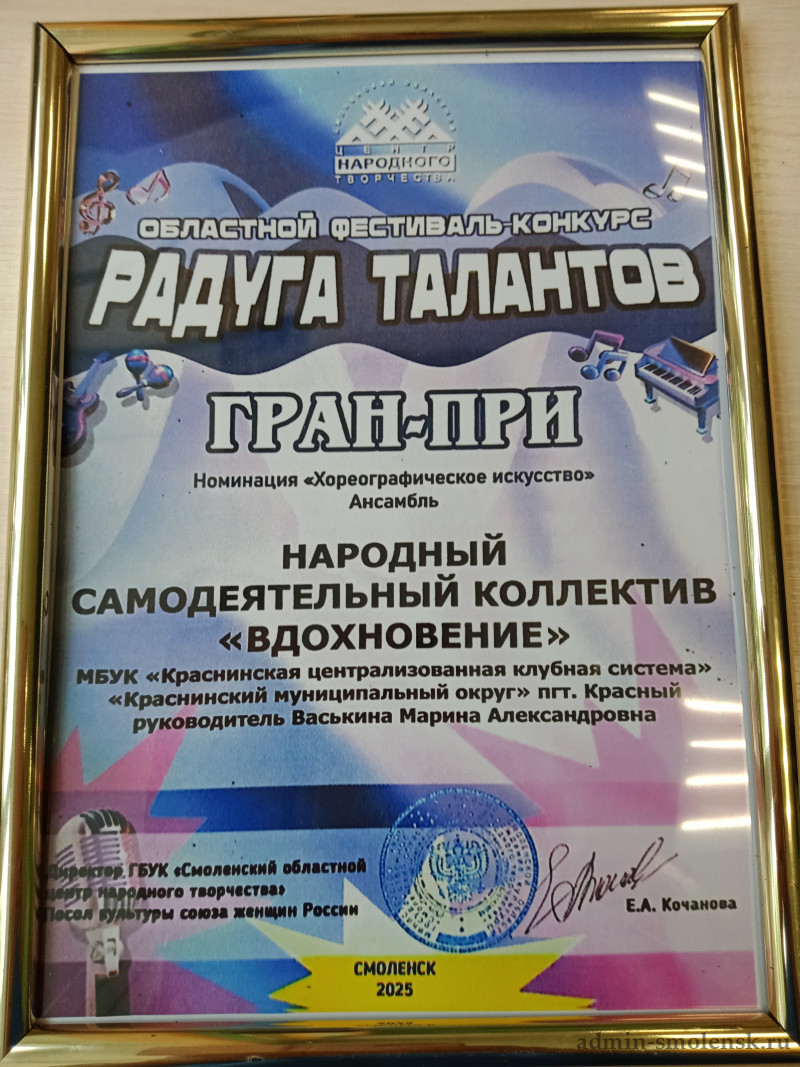 ЦЕНТР
НАРОДНОГО
ТВОРЧЕСТВА
ОБЛАСТНОЙ ФЕСТИВАЛЬ-КОНКУРС
РАДУГА ТАЛАНТОВ
ГРАН-ПРИ
Номинация «Хореографическое искусство»
Ансамбль
НАРОДНЫЙ
САМОДЕЯТЕЛЬНЫЙ КОЛЛЕКТИВ
«ВДОХНОВЕНИЕ»
МБУК «Краснинская централизованная клубная система»
«Краснинский муниципальный округ» пгт. Красный
руководитель Васькина Марина Александровна
Директор ГБУК «Смоленский областной
центр народного творчества»
Посол культуры союза женщин России
Е.А. Кочанова
СМОЛЕНСК
2025
admin-smolensk.ru